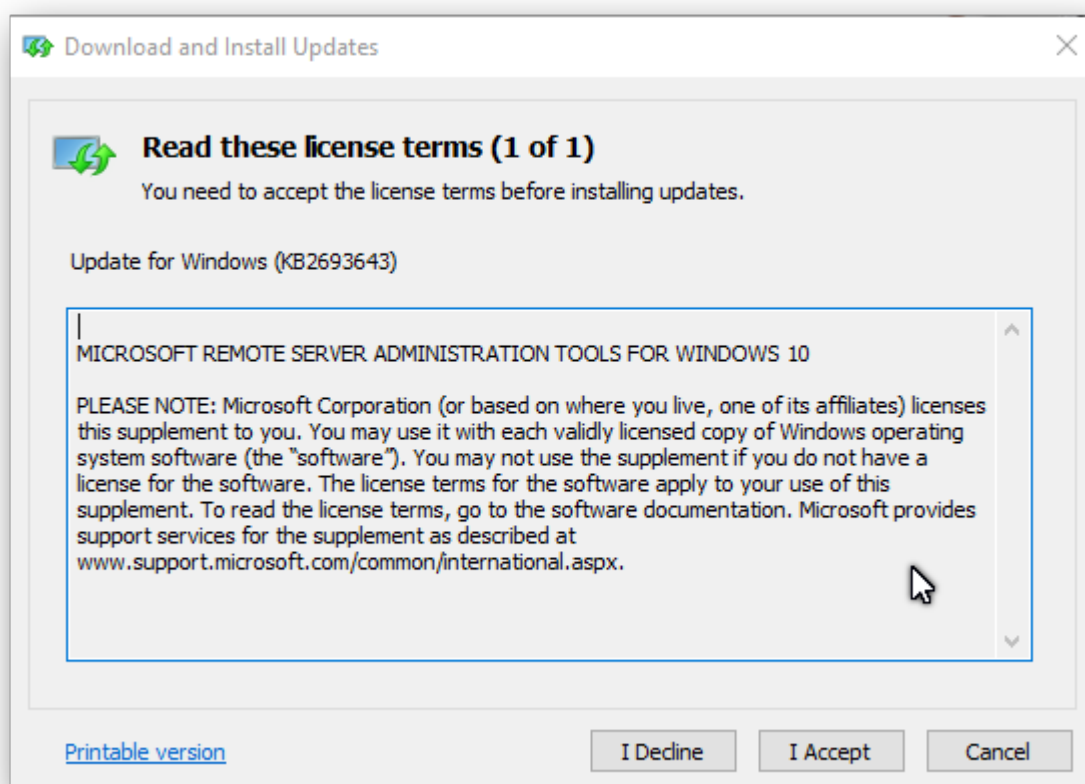 Download and Install Updates
Read these license terms (1 of 1)
You need to accept the license terms before installing updates.
Update for Windows (KB2693643)
MICROSOFT REMOTE SERVER ADMINISTRATION TOOLS FOR WINDOWS 10
PLEASE NOTE: Microsoft Corporation (or based on where you live, one of its affiliates) licenses
this supplement to you. You may use it with each validly licensed copy of Windows operating
system software (the “software”). You may not use the supplement if you do not have a
license for the software. The license terms for the software apply to your use of this
supplement. To read the license terms, go to the software documentation. Microsoft provides
support services for the supplement as described at
www.support.microsoft.com/common/international.aspx.
Printable version
I Decline
I Accept
Cancel